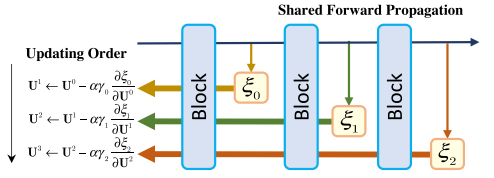 Shared Forward Propagation
Updating Order
Block
Block
Block
ξ₀
ξ₁
ξ₂
U¹ ← U⁰ − αγ₀ ∂ξ₀/∂U⁰
U² ← U¹ − αγ₁ ∂ξ₁/∂U¹
U³ ← U² − αγ₂ ∂ξ₂/∂U²